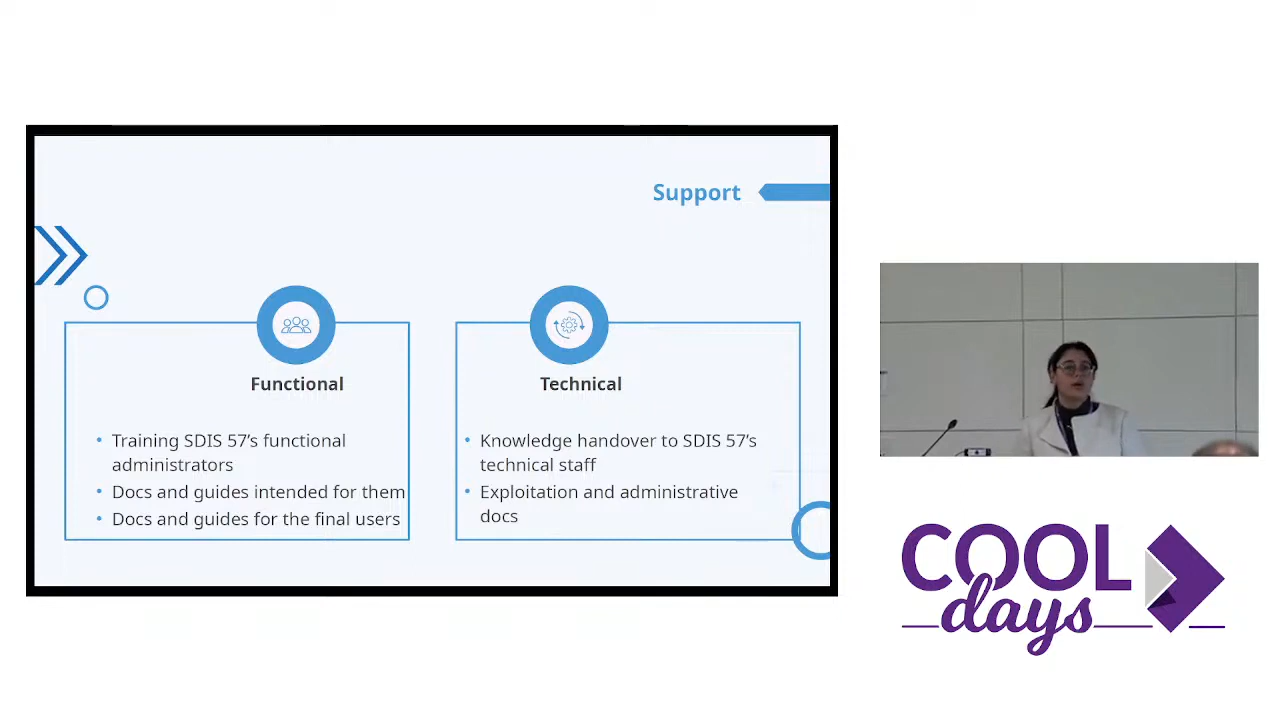 Support
Functional
• Training SDIS 57’s functional
administrators
• Docs and guides intended for them
• Docs and guides for the final users
Technical
• Knowledge handover to SDIS 57’s
technical staff
• Exploitation and administrative
docs
COOL
days